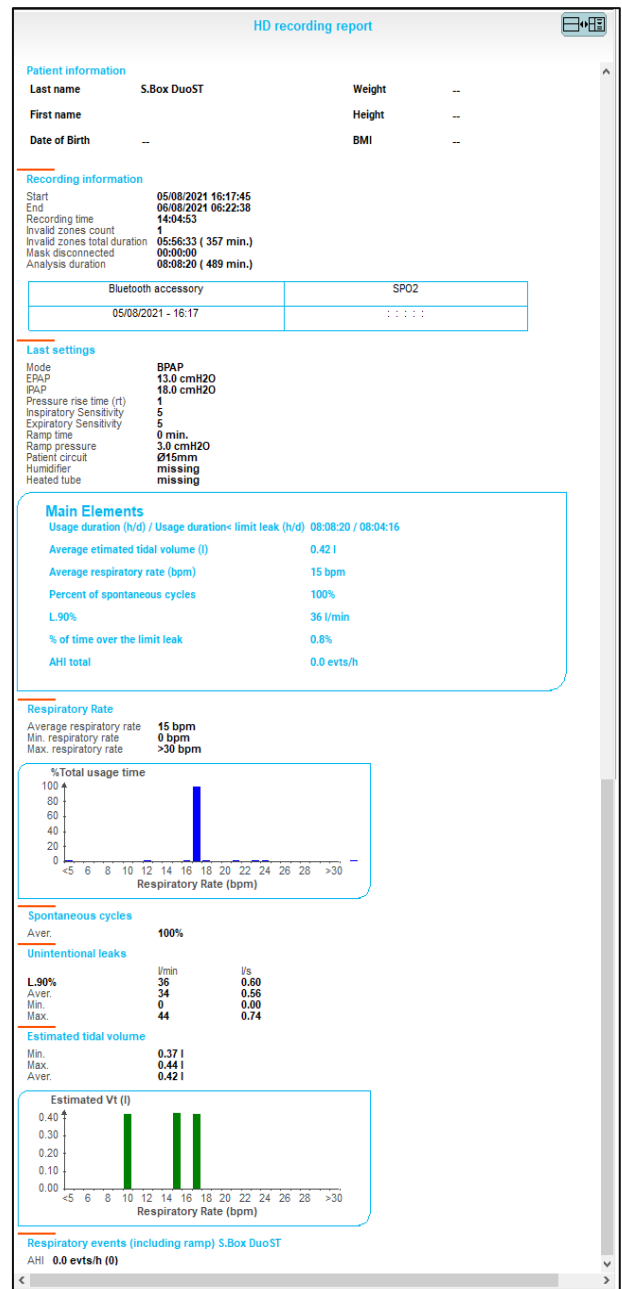 HD recording report
Patient information
Last name S.Box DuoST Weight --
First name Height --
Date of Birth -- BMI --
Recording information
Start 05/08/2021 16:17:45
End 06/08/2021 06:22:38
Recording time 14:04:53
Invalid zones count 1
Invalid zones total duration 05:56:33 ( 357 min.)
Mask disconnected 00:00:00
Analysis duration 08:08:20 ( 489 min.)
Bluetooth accessory SPO2
05/08/2021 - 16:17 : : : : :
Last settings
Mode BPAP
EPAP 13.0 cmH2O
IPAP 18.0 cmH2O
Pressure rise time (rt) 1
Inspiratory Sensitivity 5
Expiratory Sensitivity 5
Ramp time 0 min.
Ramp pressure 3.0 cmH2O
Patient circuit Ø15mm
Humidifier missing
Heated tube missing
Main Elements
Usage duration (h/d) / Usage duration< limit leak (h/d) 08:08:20 / 08:04:16
Average etimated tidal volume (l) 0.42 l
Average respiratory rate (bpm) 15 bpm
Percent of spontaneous cycles 100%
L.90% 36 l/min
% of time over the limit leak 0.8%
AHI total 0.0 evts/h
Respiratory Rate
Average respiratory rate 15 bpm
Min. respiratory rate 0 bpm
Max. respiratory rate >30 bpm
%Total usage time
100
80
60
40
20
0
<5 6 8 10 12 14 16 18 20 22 24 26 28 >30
Respiratory Rate (bpm)
Spontaneous cycles
Aver. 100%
Unintentional leaks
l/min l/s
L.90% 36 0.60
Aver. 34 0.56
Min. 0 0.00
Max. 44 0.74
Estimated tidal volume
Min. 0.37 l
Max. 0.44 l
Aver. 0.42 l
Estimated Vt (l)
0.40
0.30
0.20
0.10
0.00
<5 6 8 10 12 14 16 18 20 22 24 26 28 >30
Respiratory Rate (bpm)
Respiratory events (including ramp) S.Box DuoST
AHI 0.0 evts/h (0)